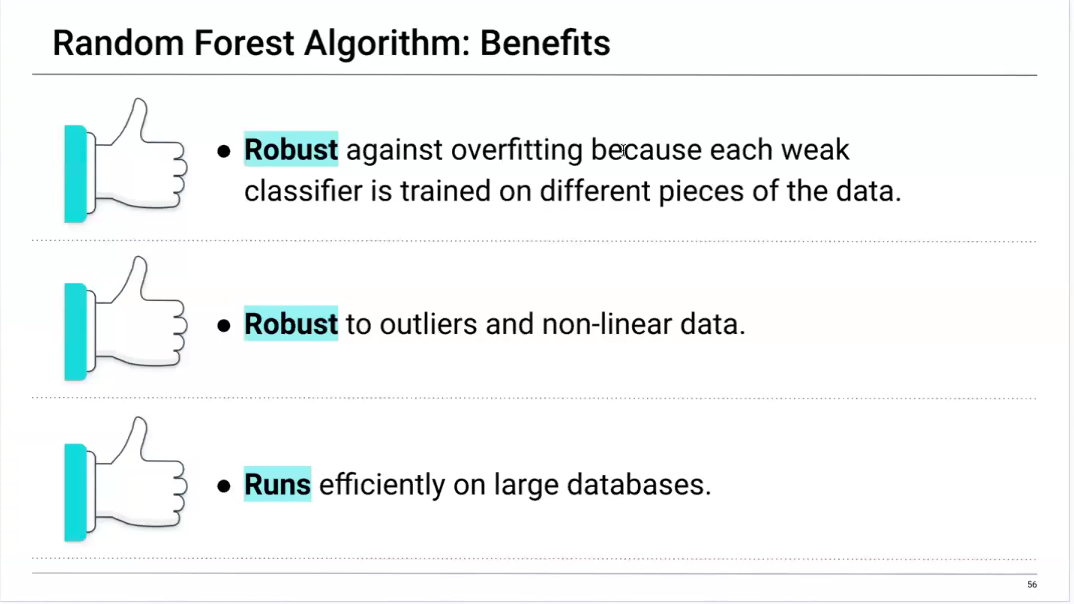 Random Forest Algorithm: Benefits
● Robust against overfitting because each weak
classifier is trained on different pieces of the data.
● Robust to outliers and non-linear data.
● Runs efficiently on large databases.
56